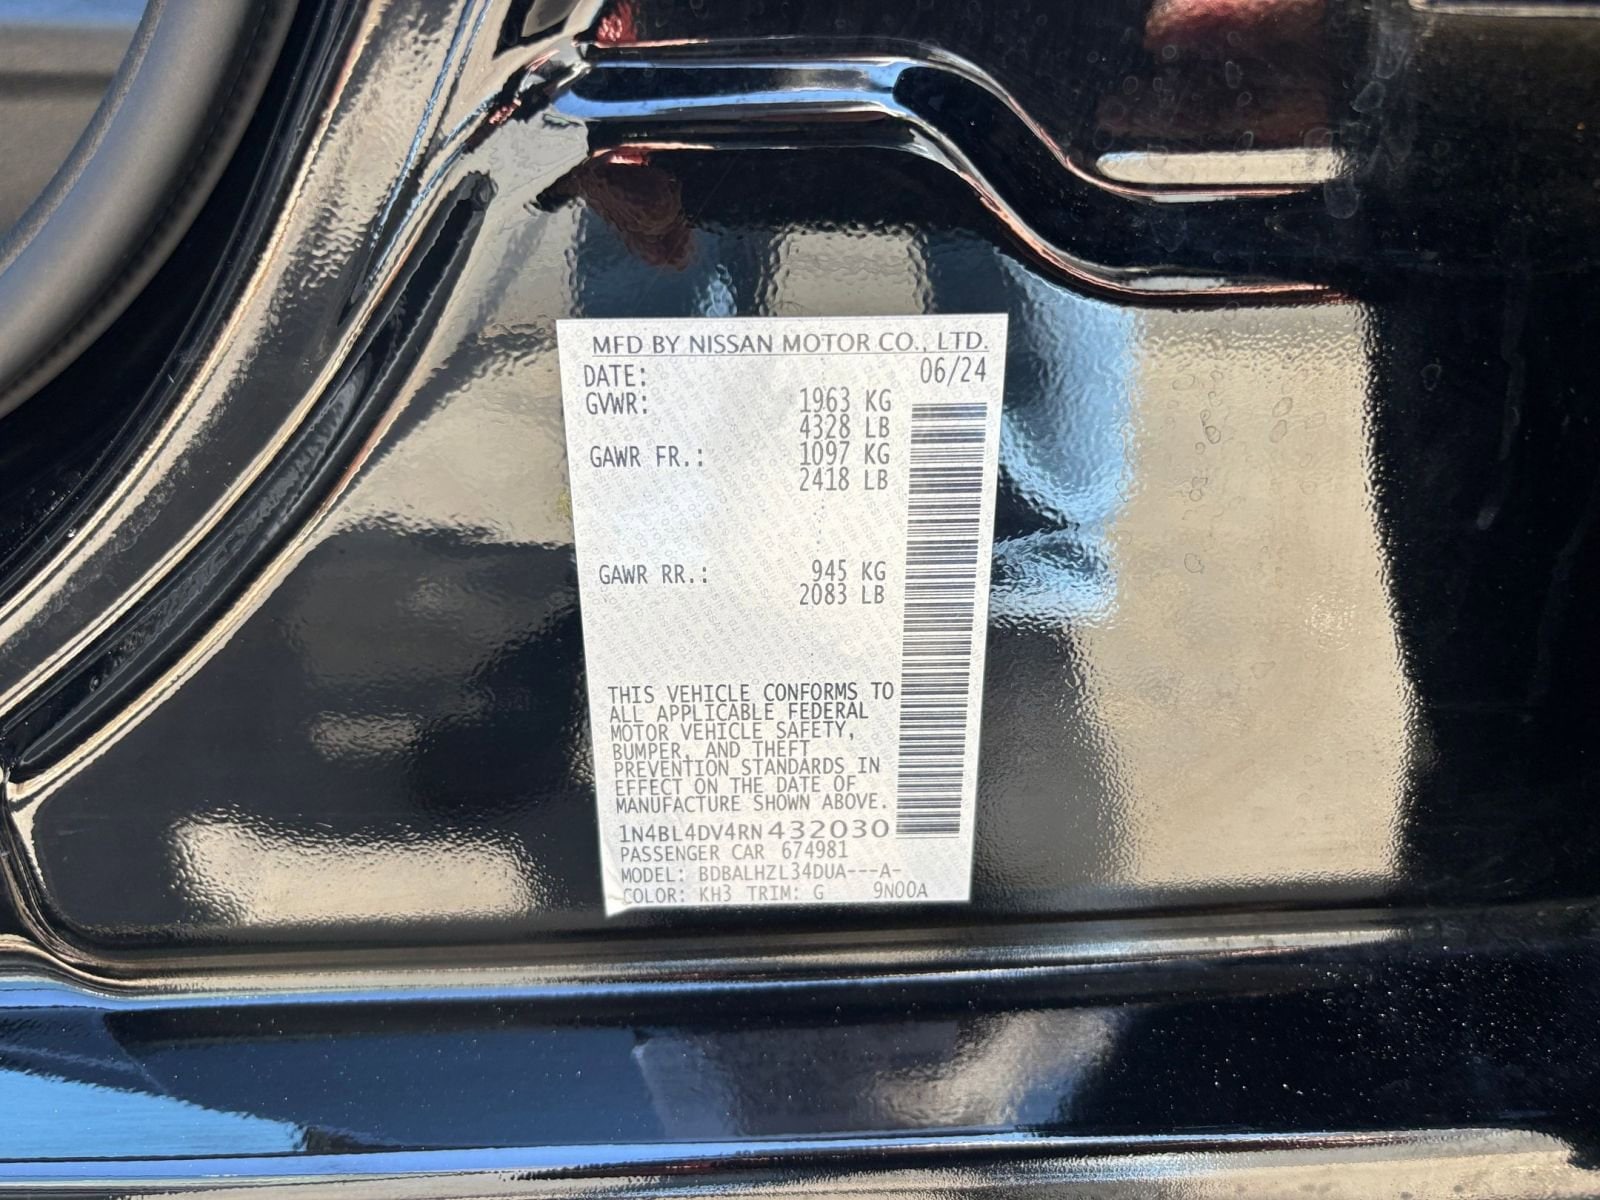 MFD BY NISSAN MOTOR CO., LTD.
DATE: 06/24
GVWR: 1963 KG
4328 LB
GAWR FR.: 1097 KG
2418 LB
GAWR RR.: 945 KG
2083 LB
THIS VEHICLE CONFORMS TO
ALL APPLICABLE FEDERAL
MOTOR VEHICLE SAFETY,
BUMPER, AND THEFT
PREVENTION STANDARDS IN
EFFECT ON THE DATE OF
MANUFACTURE SHOWN ABOVE.
1N4BL4DV4RN432030
PASSENGER CAR 674981
MODEL: BDBALHZL34DUA---A-
COLOR: KH3 TRIM: G 9N00A